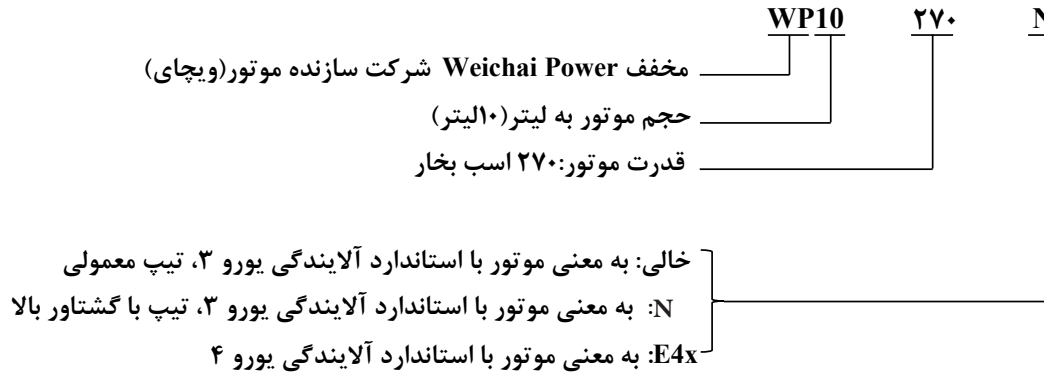 WP10 ۲۷۰ N
مخفف Weichai Power شرکت سازنده موتور(ویچای)
حجم موتور به لیتر(۱۰لیتر)
قدرت موتور:۲۷۰ اسب بخار
خالی: به معنی موتور با استاندارد آلایندگی یورو ۳، تیپ معمولی
N: به معنی موتور با استاندارد آلایندگی یورو ۳، تیپ با گشتاور بالا
E4x: به معنی موتور با استاندارد آلایندگی یورو ۴